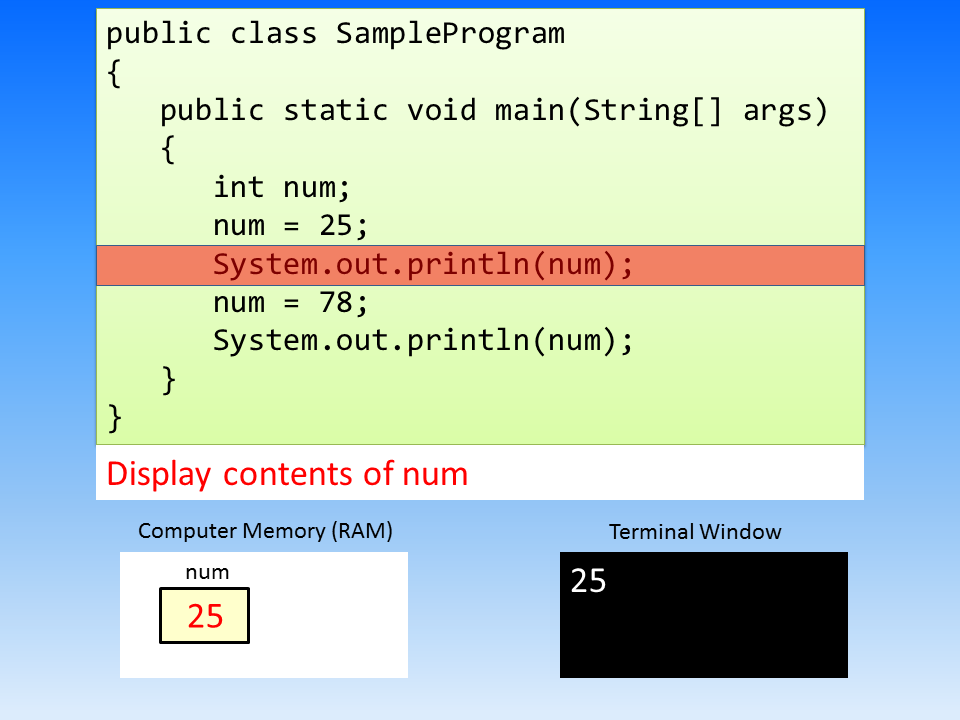 public class SampleProgram
{
   public static void main(String[] args)
   {
      int num;
      num = 25;
      System.out.println(num);
      num = 78;
      System.out.println(num);
   }
}
Display contents of num
Computer Memory (RAM)
num
25
Terminal Window
25